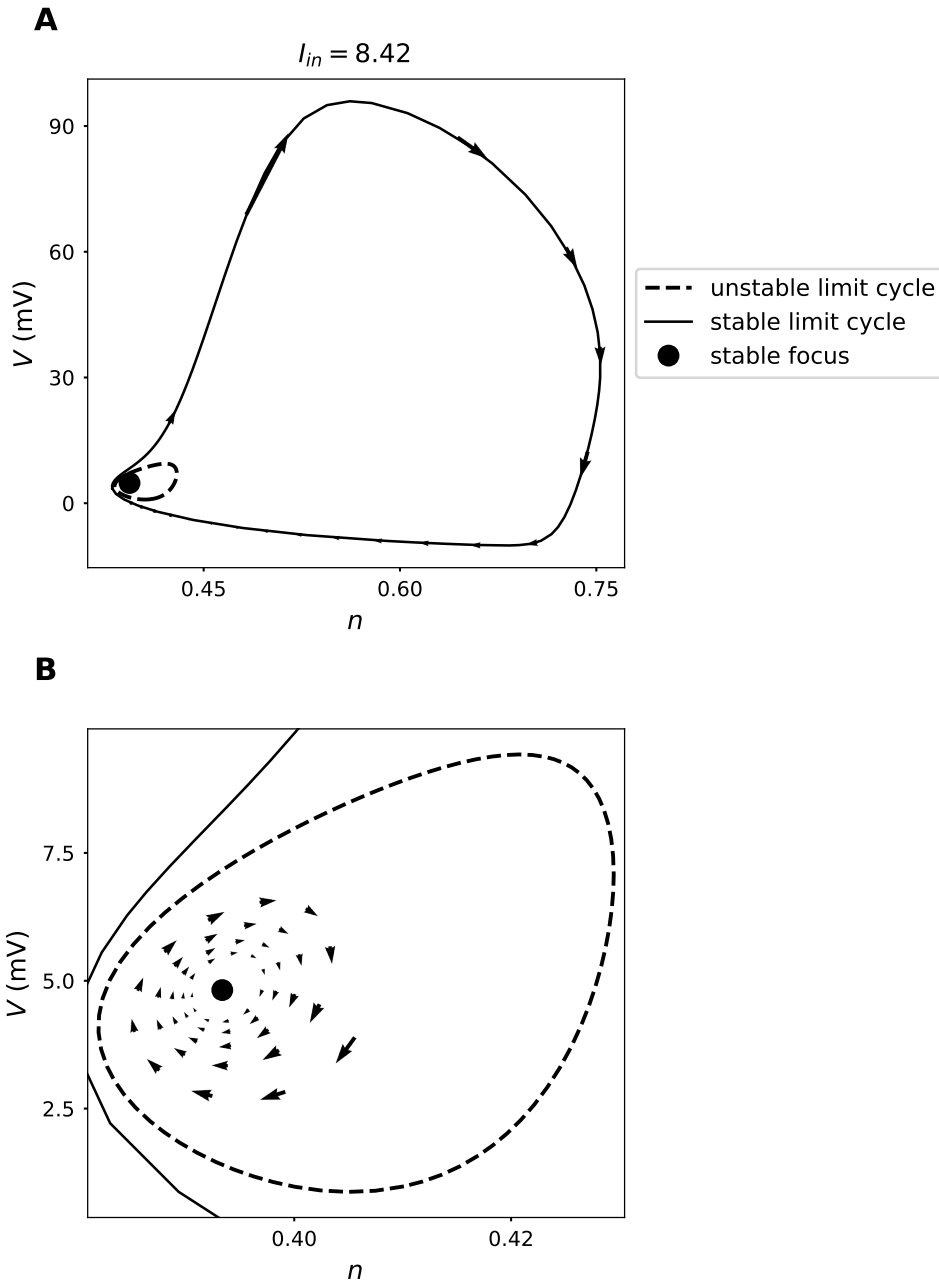 A
I_in = 8.42
90
60
30
0
V (mV)
0.45 0.60 0.75
n
unstable limit cycle
stable limit cycle
stable focus
B
7.5
5.0
2.5
V (mV)
0.40 0.42
n